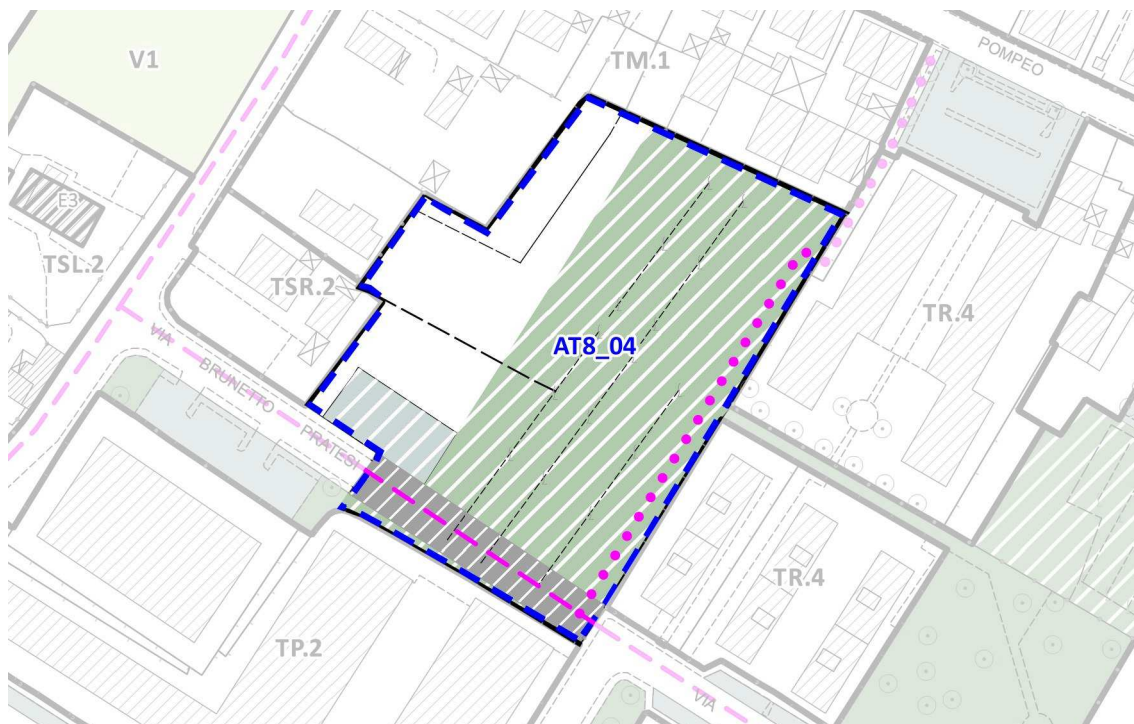 V1
TM.1
POMPEO
E3
TSL.2
TSR.2
TR.4
AT8_04
VIA
BRUNETTO
PRATESI
TR.4
TP.2
VIA